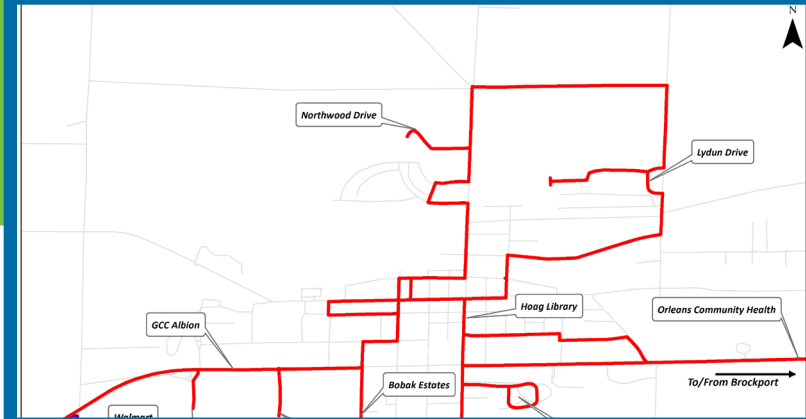 N
Northwood Drive
Lydun Drive
Hoag Library
Orleans Community Health
GCC Albion
To/From Brockport
Bobak Estates
Walmart